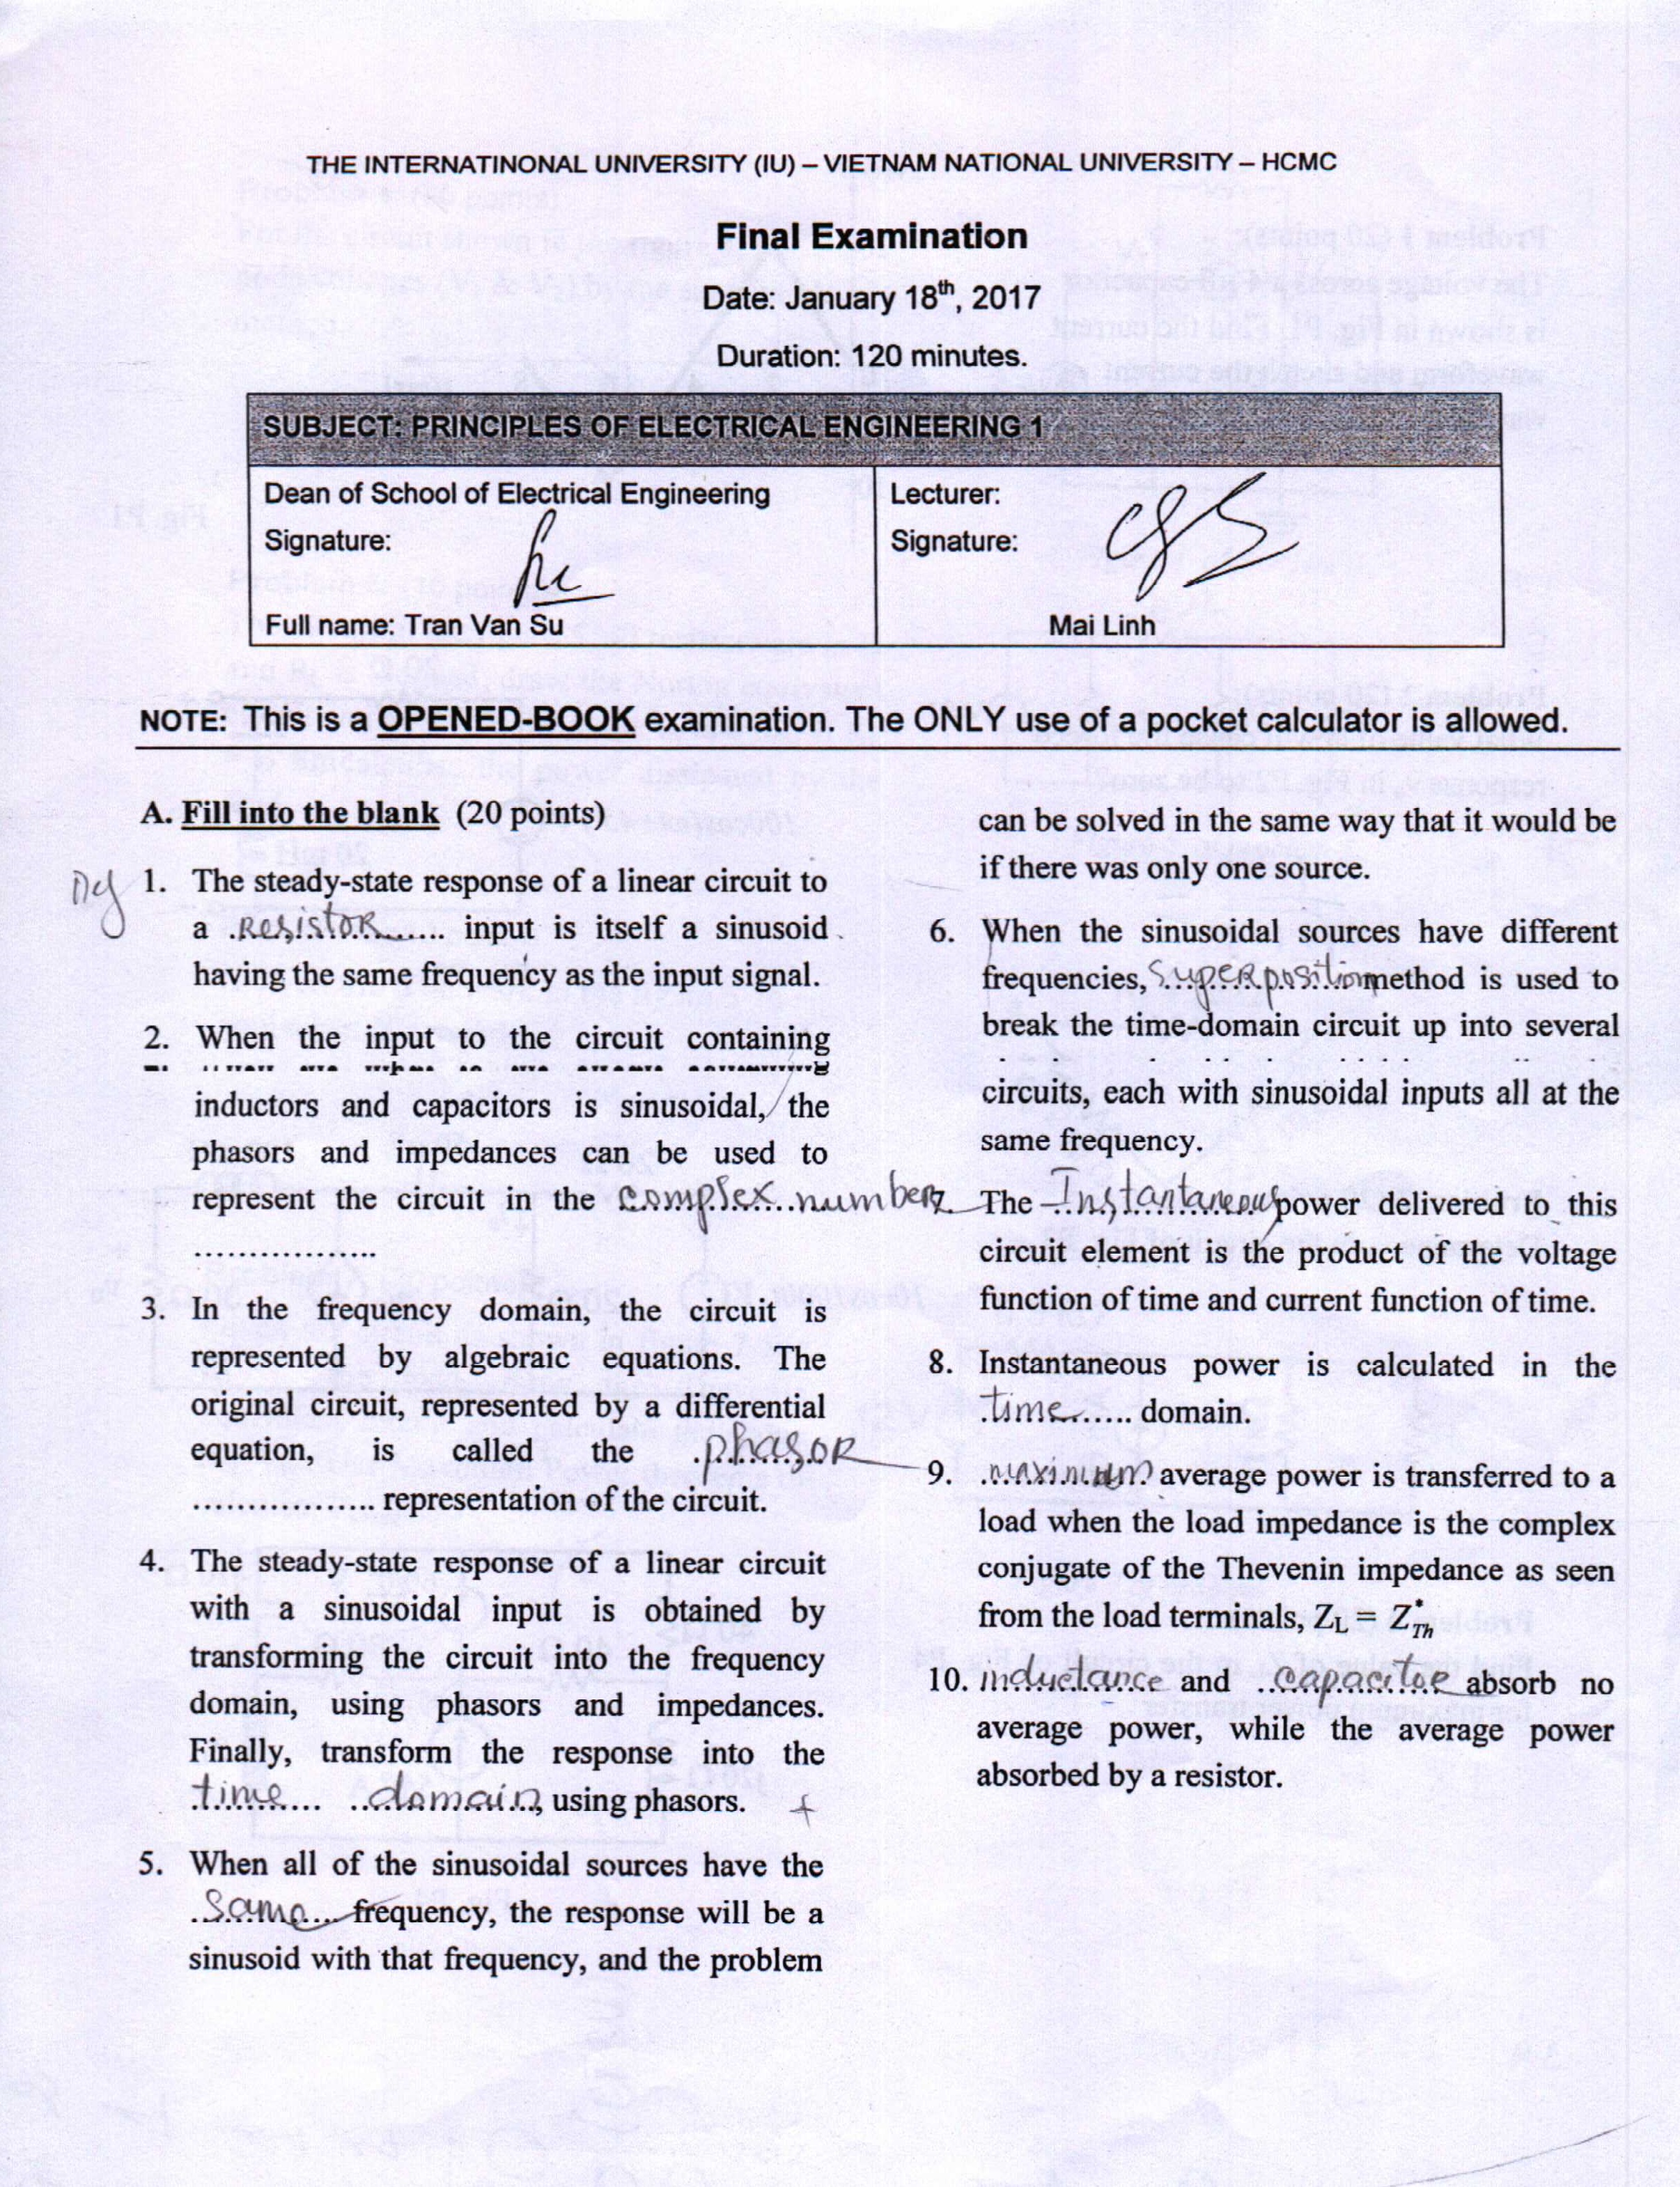 THE INTERNATINONAL UNIVERSITY (IU) – VIETNAM NATIONAL UNIVERSITY – HCMC
Final Examination
Date: January 18th, 2017
Duration: 120 minutes.
SUBJECT: PRINCIPLES OF ELECTRICAL ENGINEERING 1
Dean of School of Electrical Engineering
Signature:
Full name: Tran Van Su
Lecturer:
Signature:
Mai Linh
NOTE: This is a OPENED-BOOK examination. The ONLY use of a pocket calculator is allowed.
A. Fill into the blank (20 points)
1. The steady-state response of a linear circuit to
a .Resistor...... input is itself a sinusoid
having the same frequency as the input signal.
2. When the input to the circuit containing
inductors and capacitors is sinusoidal, the
phasors and impedances can be used to
represent the circuit in the complex number
.................
3. In the frequency domain, the circuit is
represented by algebraic equations. The
original circuit, represented by a differential
equation, is called the .phasor
................. representation of the circuit.
4. The steady-state response of a linear circuit
with a sinusoidal input is obtained by
transforming the circuit into the frequency
domain, using phasors and impedances.
Finally, transform the response into the
time domain, using phasors.
5. When all of the sinusoidal sources have the
same frequency, the response will be a
sinusoid with that frequency, and the problem
can be solved in the same way that it would be
if there was only one source.
6. When the sinusoidal sources have different
frequencies, Superposition method is used to
break the time-domain circuit up into several
circuits, each with sinusoidal inputs all at the
same frequency.
7. The Instantaneous power delivered to this
circuit element is the product of the voltage
function of time and current function of time.
8. Instantaneous power is calculated in the
.time...... domain.
9. maximum average power is transferred to a
load when the load impedance is the complex
conjugate of the Thevenin impedance as seen
from the load terminals, ZL = Z*Th
10. inductance and capacitor absorb no
average power, while the average power
absorbed by a resistor.